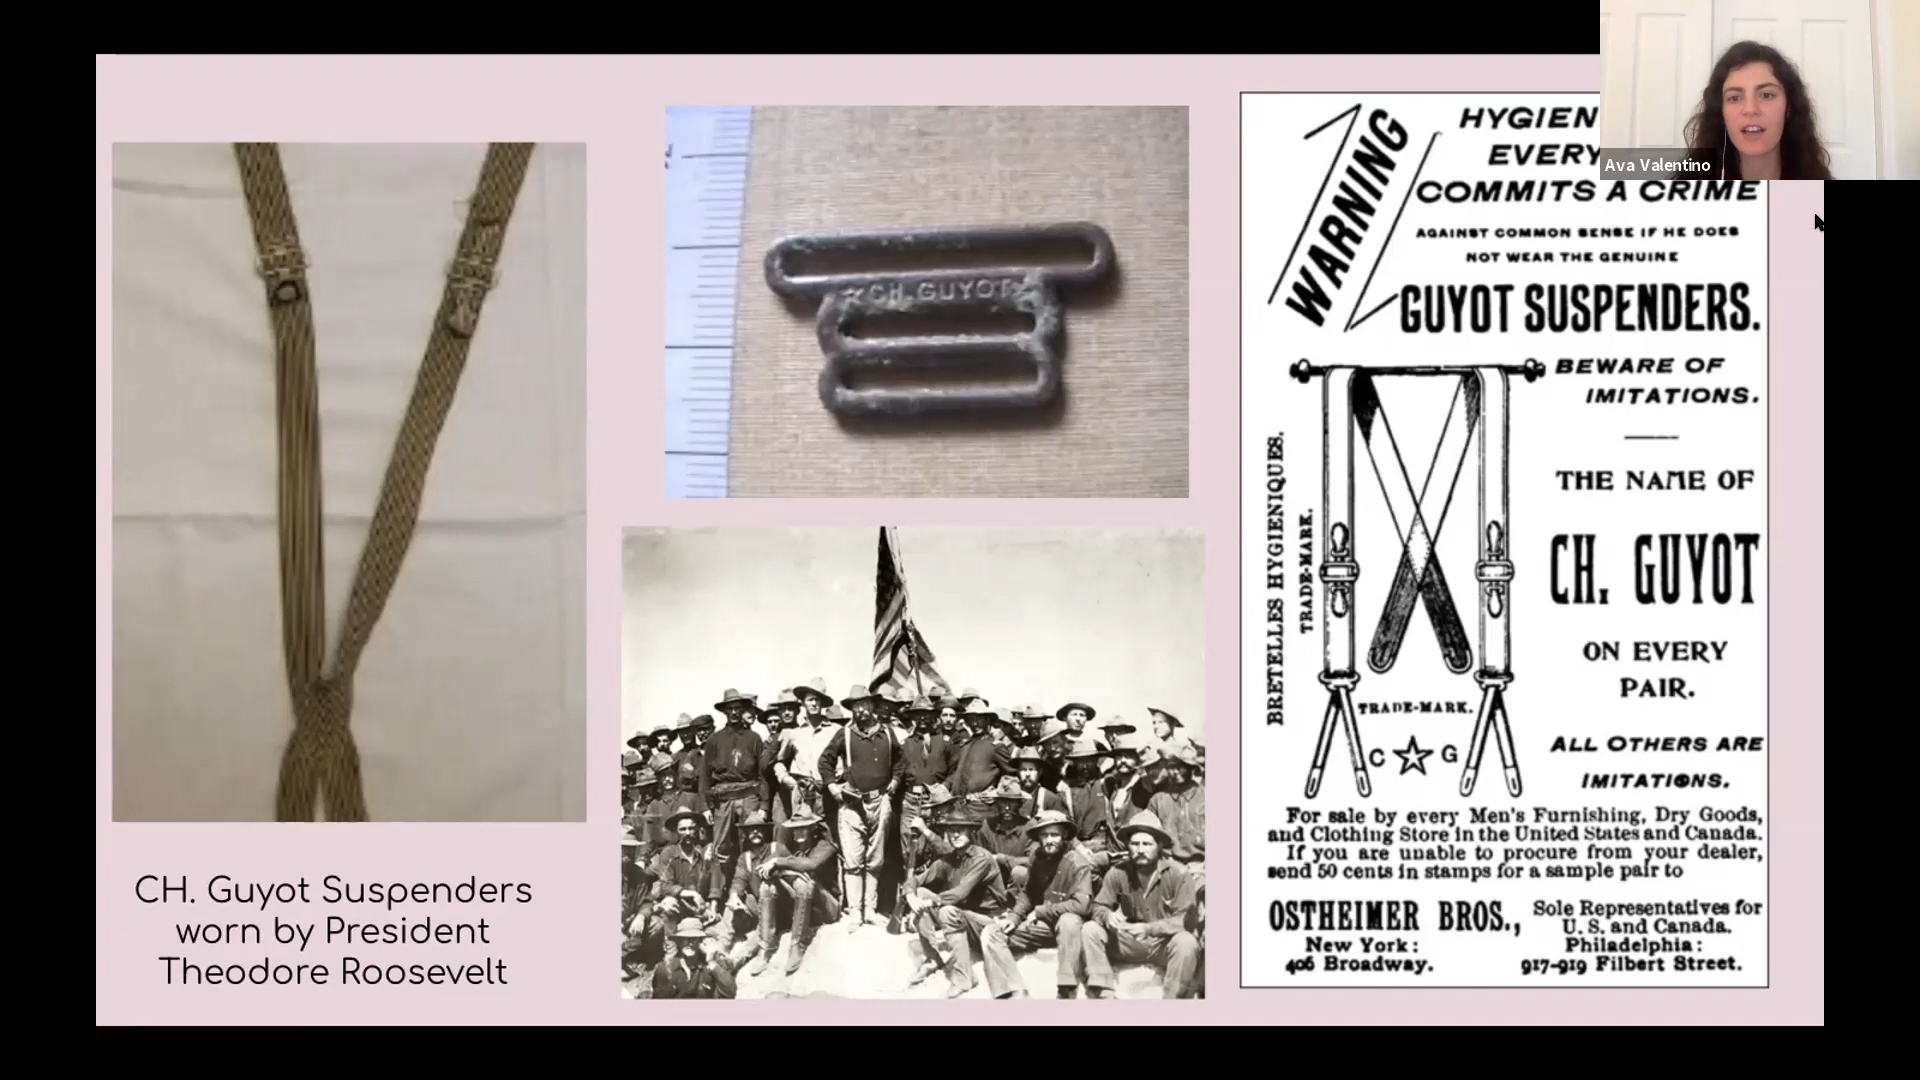 Ava Valentino
CH. Guyot Suspenders
worn by President
Theodore Roosevelt
CH. GUYOT
WARNING
HYGIEN
EVERY
COMMITS A CRIME
AGAINST COMMON SENSE IF HE DOES
NOT WEAR THE GENUINE
GUYOT SUSPENDERS.
BEWARE OF
IMITATIONS.
THE NAME OF
CH. GUYOT
ON EVERY
PAIR.
ALL OTHERS ARE
IMITATIONS.
BRETELLES HYGIENIQUES.
TRADE-MARK.
TRADE-MARK.
C G
For sale by every Men's Furnishing, Dry Goods,
and Clothing Store in the United States and Canada.
If you are unable to procure from your dealer,
send 50 cents in stamps for a sample pair to
OSTHEIMER BROS.,
New York:
406 Broadway.
Sole Representatives for
U. S. and Canada.
Philadelphia:
917-919 Filbert Street.